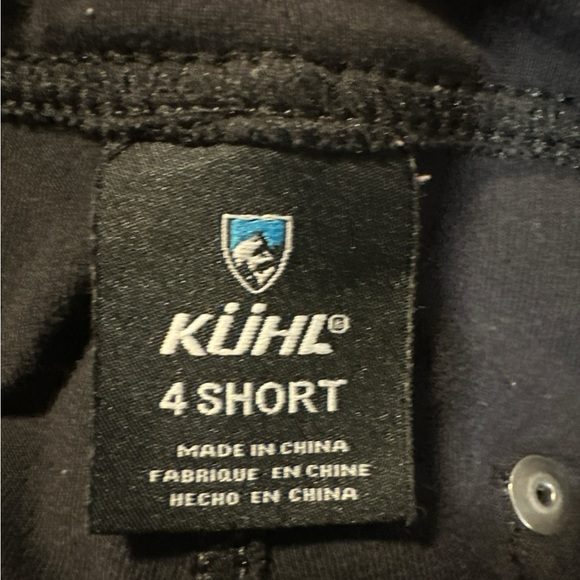 KÜHL®
4 SHORT
MADE IN CHINA
FABRIQUE EN CHINE
HECHO EN CHINA